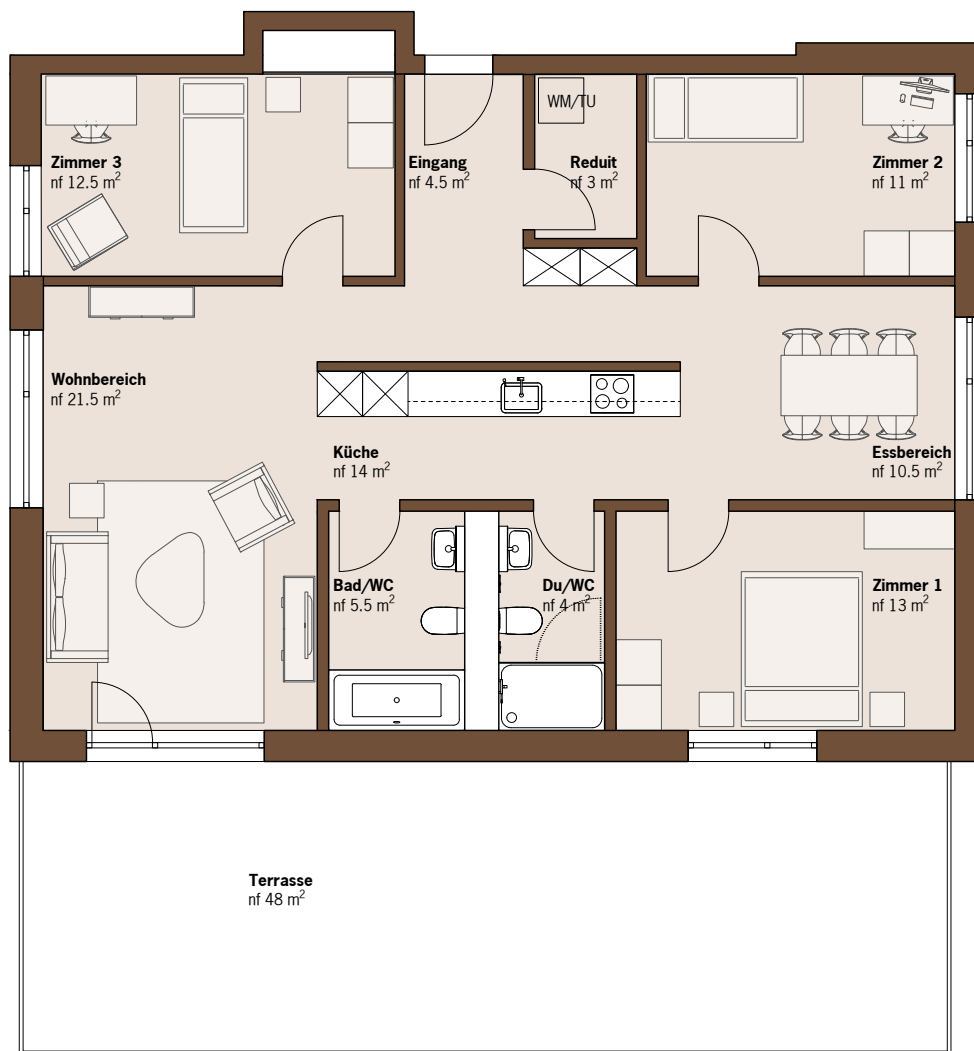 WM/TU
Zimmer 3
nf 12.5 m²
Eingang
nf 4.5 m²
Reduit
nf 3 m²
Zimmer 2
nf 11 m²
Wohnbereich
nf 21.5 m²
Küche
nf 14 m²
Essbereich
nf 10.5 m²
Bad/WC
nf 5.5 m²
Du/WC
nf 4 m²
Zimmer 1
nf 13 m²
Terrasse
nf 48 m²